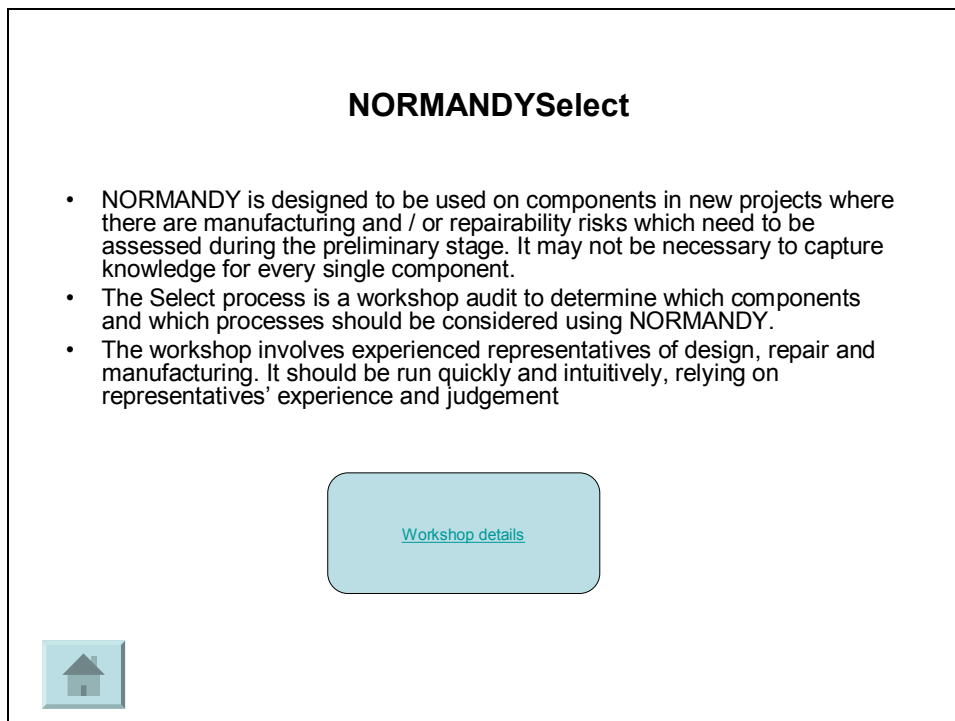 NORMANDYSelect
• NORMANDY is designed to be used on components in new projects where
there are manufacturing and / or repairability risks which need to be
assessed during the preliminary stage. It may not be necessary to capture
knowledge for every single component.
• The Select process is a workshop audit to determine which components
and which processes should be considered using NORMANDY.
• The workshop involves experienced representatives of design, repair and
manufacturing. It should be run quickly and intuitively, relying on
representatives’ experience and judgement
Workshop details